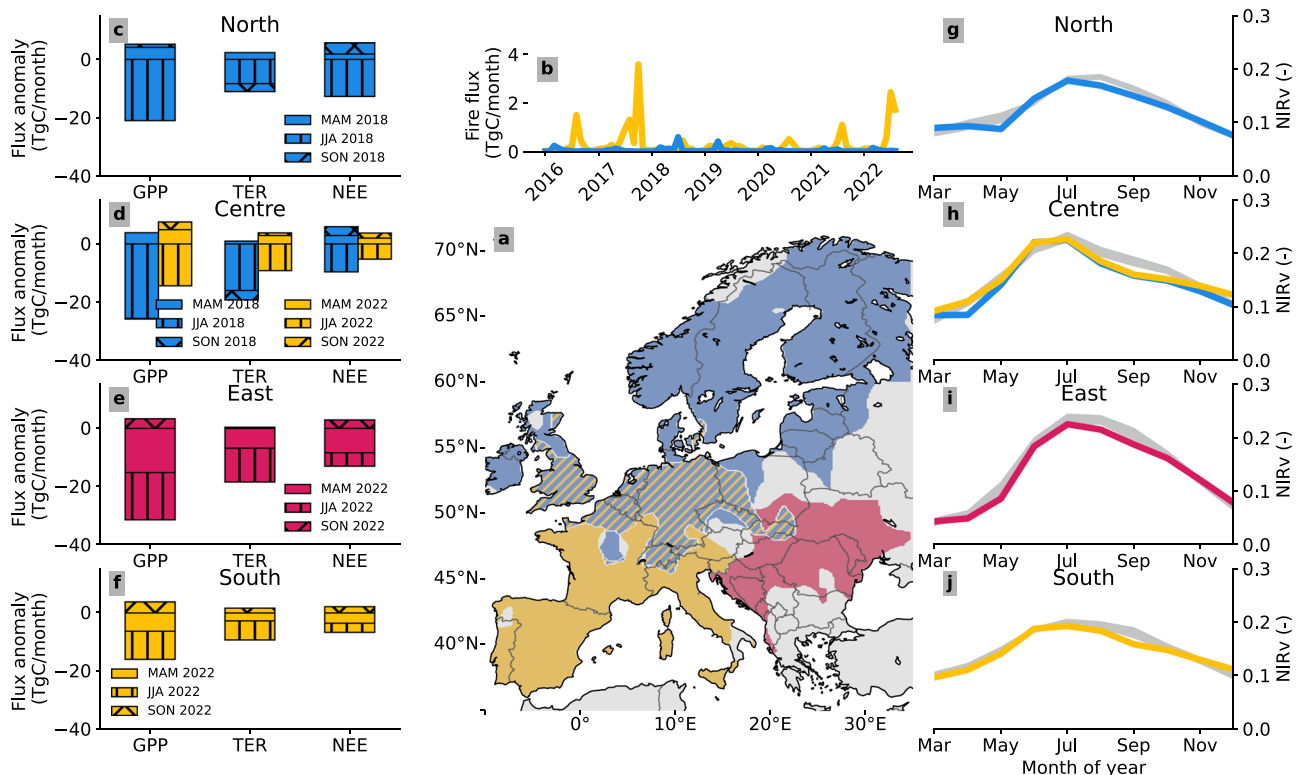 c
North
Flux anomaly
(TgC/month)
0
−20
−40
MAM 2018
JJA 2018
SON 2018
GPP
TER
NEE
d
Centre
Flux anomaly
(TgC/month)
0
−20
−40
MAM 2018
JJA 2018
SON 2018
MAM 2022
JJA 2022
SON 2022
GPP
TER
NEE
e
East
Flux anomaly
(TgC/month)
0
−20
−40
MAM 2022
JJA 2022
SON 2022
GPP
TER
NEE
f
South
Flux anomaly
(TgC/month)
0
−20
−40
MAM 2022
JJA 2022
SON 2022
GPP
TER
NEE
b
Fire flux
(TgC/month)
4
2
0
2016
2017
2018
2019
2020
2021
2022
a
70°N
65°N
60°N
55°N
50°N
45°N
40°N
0°
10°E
20°E
30°E
g
North
0.3
0.2
0.1
0.0
NIRv (-)
Mar
May
Jul
Sep
Nov
h
Centre
0.3
0.2
0.1
0.0
NIRv (-)
Mar
May
Jul
Sep
Nov
i
East
0.3
0.2
0.1
0.0
NIRv (-)
Mar
May
Jul
Sep
Nov
j
South
0.3
0.2
0.1
0.0
NIRv (-)
Mar
May
Jul
Sep
Nov
Month of year